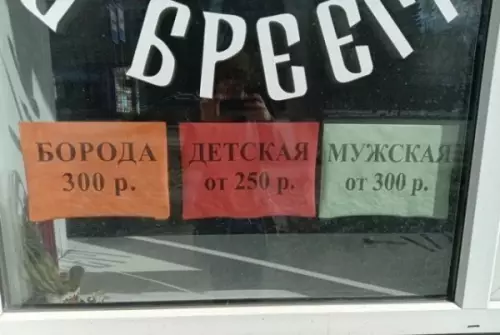 БРЕЕМ
БОРОДА
300 р.
ДЕТСКАЯ
от 250 р.
МУЖСКАЯ
от 300 р.